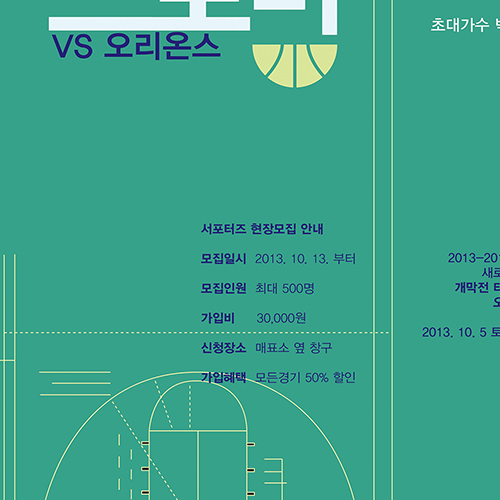 초대가수
VS 오리온스
서포터즈 현장모집 안내
모집일시 2013. 10. 13. 부터
모집인원 최대 500명
가입비 30,000원
신청장소 매표소 옆 창구
가입혜택 모든경기 50% 할인
2013-20
새로
개막전
2013. 10. 5 토